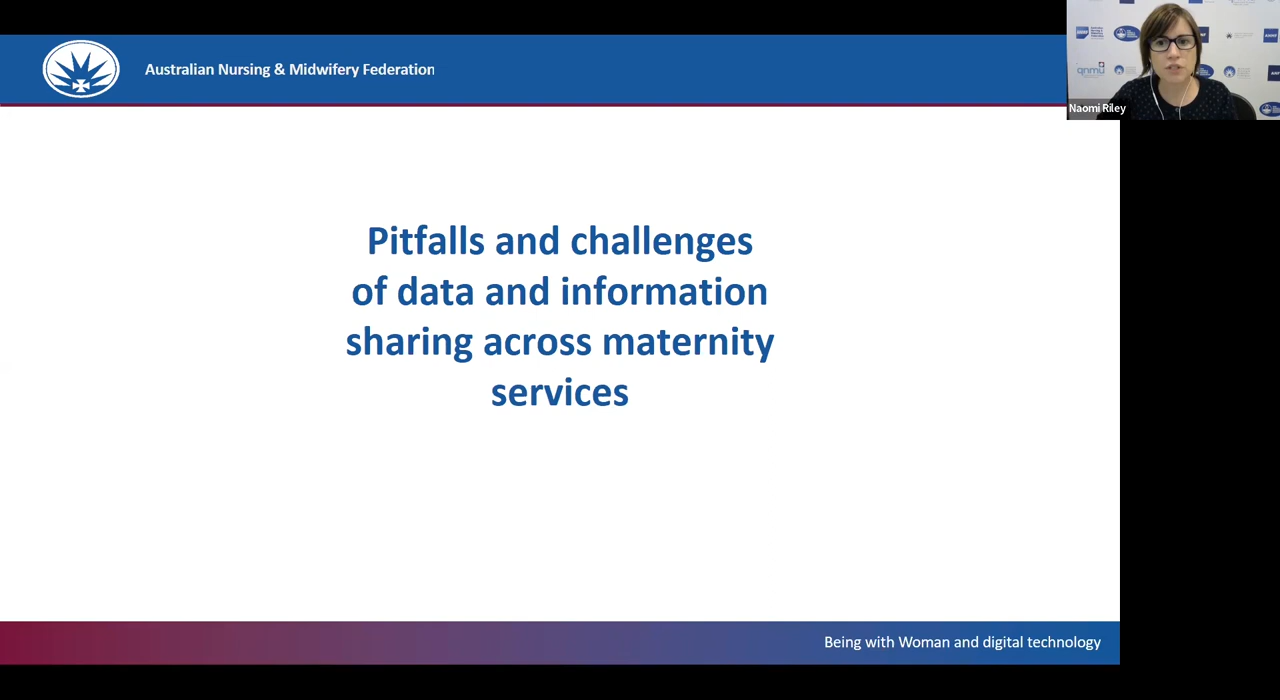 Australian Nursing & Midwifery Federation
qnmu
Naomi Riley
Pitfalls and challenges
of data and information
sharing across maternity
services
Being with Woman and digital technology